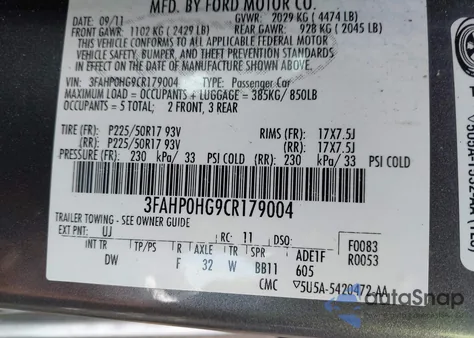 MFD. BY FORD MOTOR CO.
DATE: 09/11 GVWR: 2029 KG ( 4474 LB)
FRONT GAWR: 1102 KG ( 2429 LB) REAR GAWR: 928 KG ( 2045 LB)
THIS VEHICLE CONFORMS TO ALL APPLICABLE FEDERAL MOTOR
VEHICLE SAFETY, BUMPER, AND THEFT PREVENTION STANDARDS
IN EFFECT ON THE DATE OF MANUFACTURE SHOWN ABOVE.
VIN: 3FAHP0HG9CR179004 TYPE: Passenger Car
MAXIMUM LOAD = OCCUPANTS + LUGGAGE = 385KG / 850LB
OCCUPANTS = 5 TOTAL; 2 FRONT, 3 REAR
TIRE (FR): P225/50R17 93V RIMS (FR): 17X7.5J
(RR): P225/50R17 93V (RR): 17X7.5J
PRESSURE (FR): 230 kPa/ 33 PSI COLD (RR): 230 kPa/33 PSI COLD
3FAHP0HG9CR179004
TRAILER TOWING - SEE OWNER GUIDE
EXT PNT: UJ RC: 11 DSO: F0083
INT TR TP/PS R AXLE TR SPR ADE1F R0053
DW F 32 W BB11 605
CMC ▽5U5A-5420472-AA
dataSnap